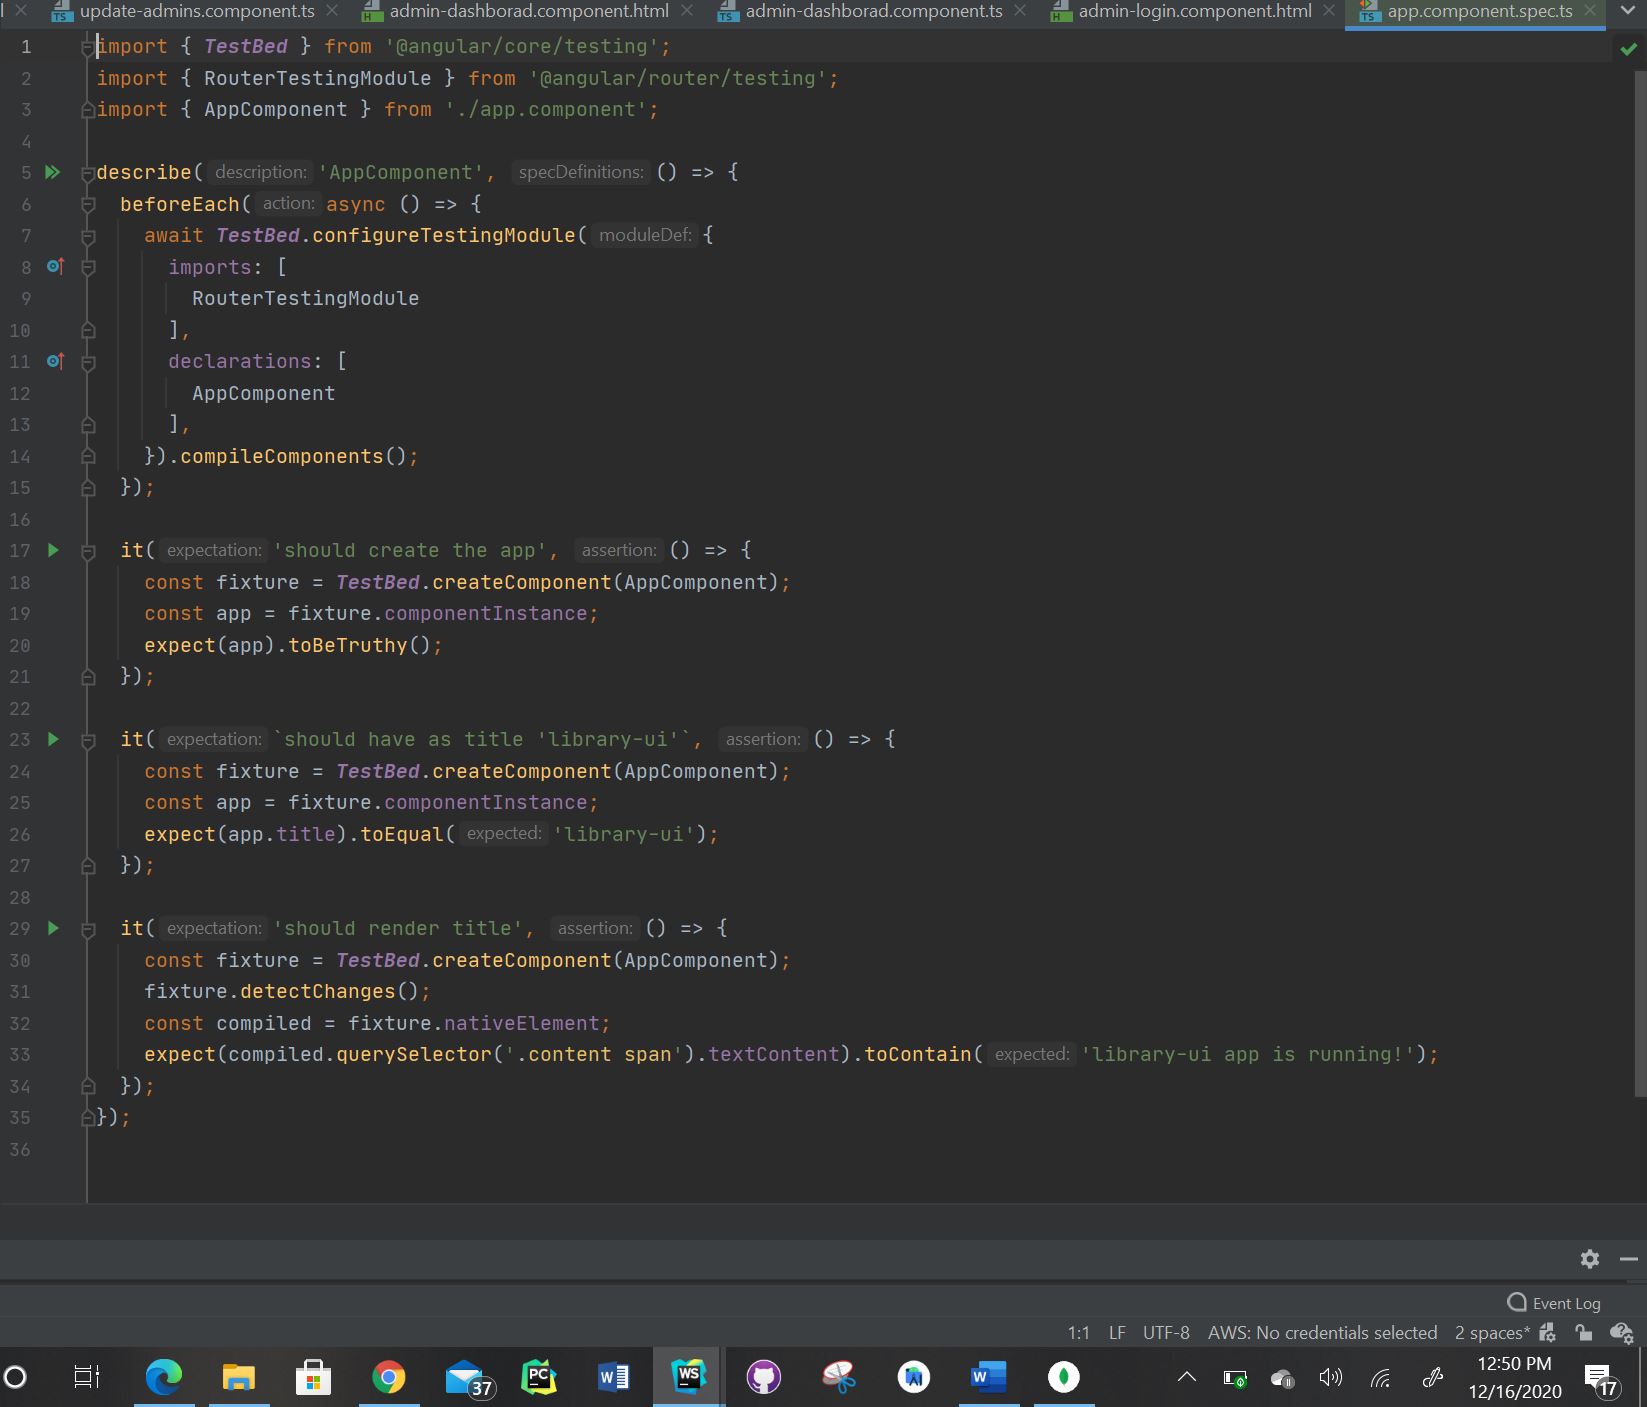 update-admins.component.ts admin-dashborad.component.html admin-dashborad.component.ts admin-login.component.html app.component.spec.ts
1 import { TestBed } from '@angular/core/testing';
2 import { RouterTestingModule } from '@angular/router/testing';
3 import { AppComponent } from './app.component';
4
5 describe( description: 'AppComponent', specDefinitions: () => {
6 beforeEach( action: async () => {
7 await TestBed.configureTestingModule( moduleDef: {
8 imports: [
9 RouterTestingModule
10 ],
11 declarations: [
12 AppComponent
13 ],
14 }).compileComponents();
15 });
16
17 it( expectation: 'should create the app', assertion: () => {
18 const fixture = TestBed.createComponent(AppComponent);
19 const app = fixture.componentInstance;
20 expect(app).toBeTruthy();
21 });
22
23 it( expectation: `should have as title 'library-ui'`, assertion: () => {
24 const fixture = TestBed.createComponent(AppComponent);
25 const app = fixture.componentInstance;
26 expect(app.title).toEqual( expected: 'library-ui');
27 });
28
29 it( expectation: 'should render title', assertion: () => {
30 const fixture = TestBed.createComponent(AppComponent);
31 fixture.detectChanges();
32 const compiled = fixture.nativeElement;
33 expect(compiled.querySelector('.content span').textContent).toContain( expected: 'library-ui app is running!');
34 });
35 });
36
Event Log
1:1 LF UTF-8 AWS: No credentials selected 2 spaces*
37 PC W WS W 12:50 PM
12/16/2020 17